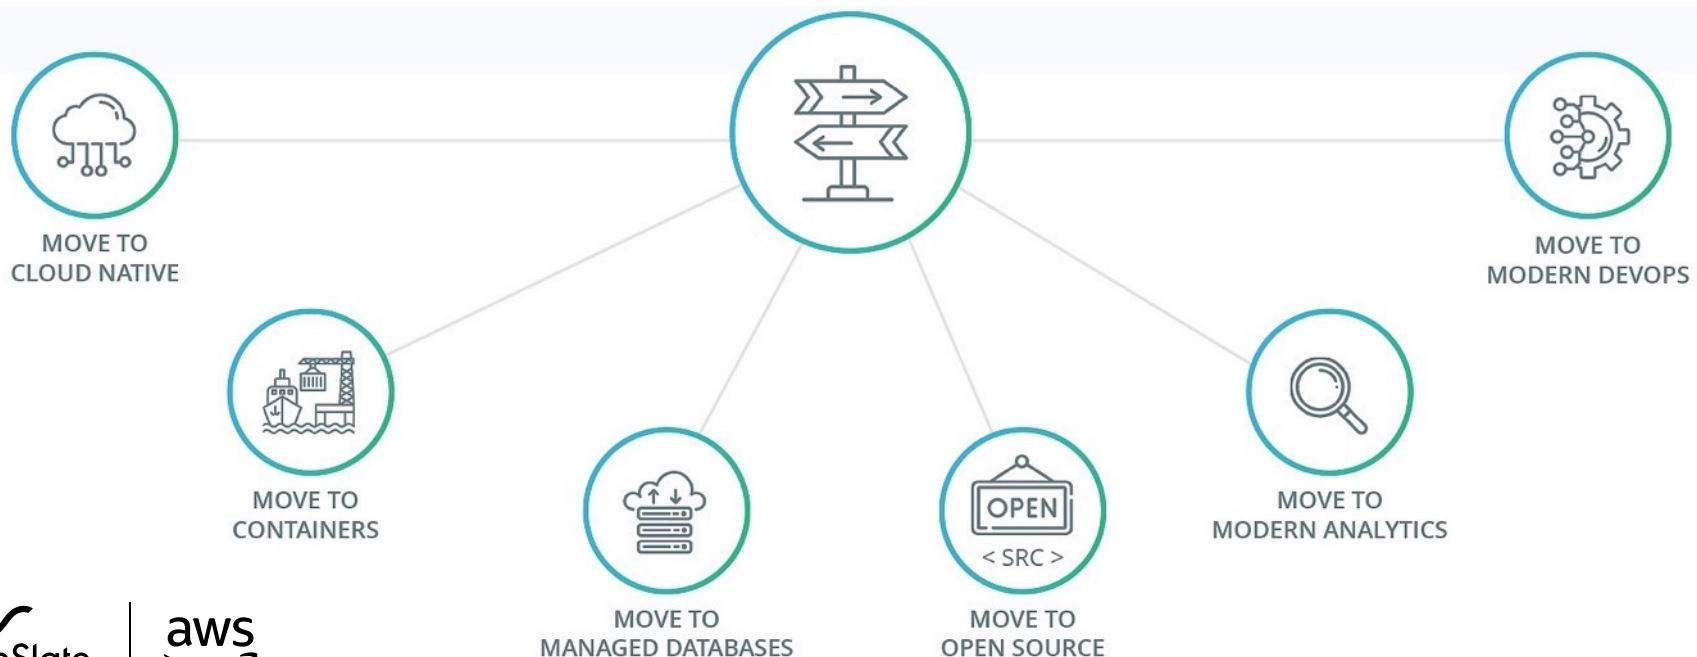 MOVE TO
CLOUD NATIVE
MOVE TO
MODERN DEVOPS
MOVE TO
CONTAINERS
OPEN
< SRC >
MOVE TO
MODERN ANALYTICS
MOVE TO
MANAGED DATABASES
MOVE TO
OPEN SOURCE
aws